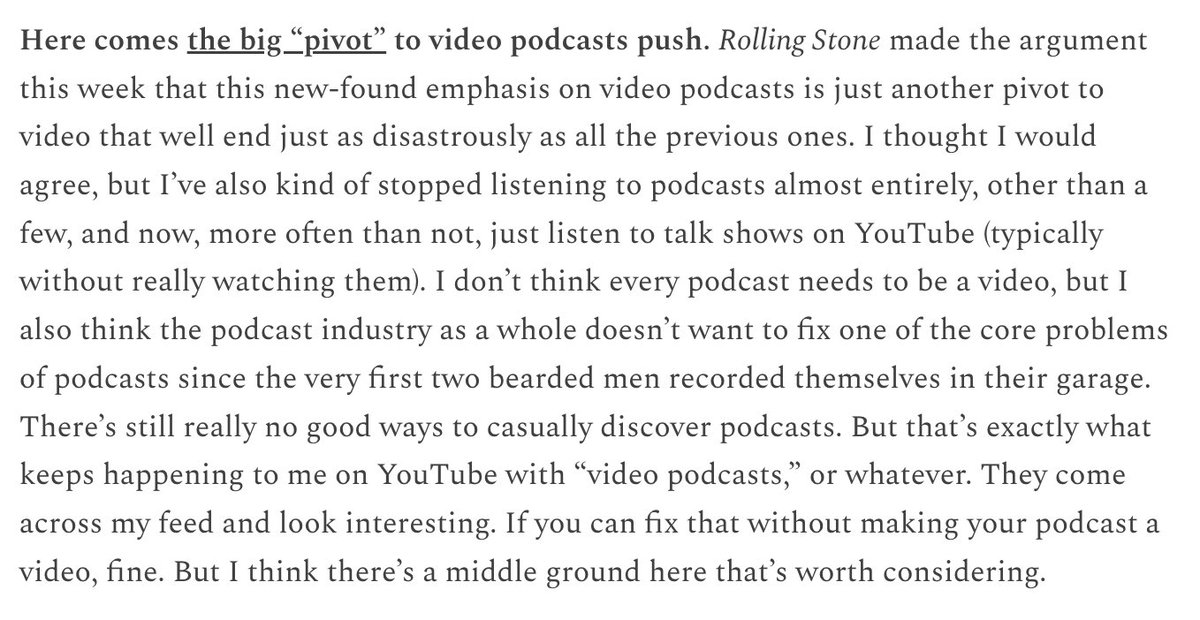 Here comes the big “pivot” to video podcasts push. Rolling Stone made the argument
this week that this new-found emphasis on video podcasts is just another pivot to
video that well end just as disastrously as all the previous ones. I thought I would
agree, but I’ve also kind of stopped listening to podcasts almost entirely, other than a
few, and now, more often than not, just listen to talk shows on YouTube (typically
without really watching them). I don’t think every podcast needs to be a video, but I
also think the podcast industry as a whole doesn’t want to fix one of the core problems
of podcasts since the very first two bearded men recorded themselves in their garage.
There’s still really no good ways to casually discover podcasts. But that’s exactly what
keeps happening to me on YouTube with “video podcasts,” or whatever. They come
across my feed and look interesting. If you can fix that without making your podcast a
video, fine. But I think there’s a middle ground here that’s worth considering.